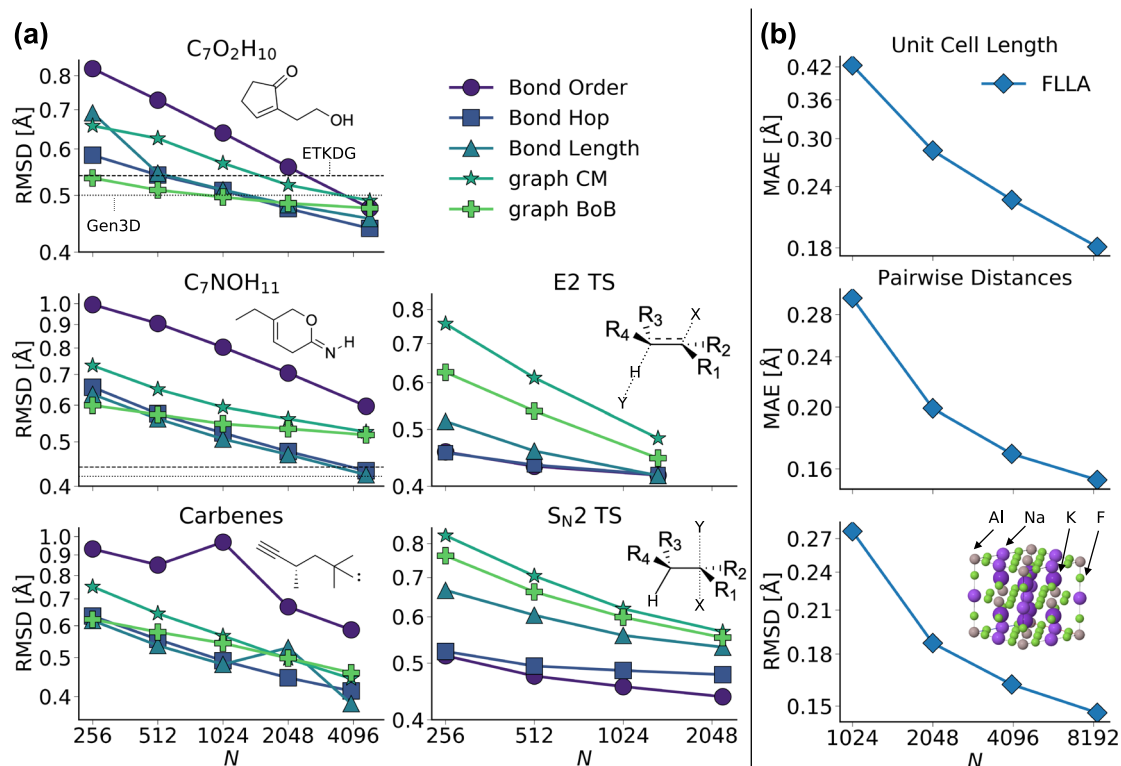 (a)
C₇O₂H₁₀
RMSD [Å]
0.8
0.7
0.6
0.5
0.4
O
OH
ETKDG
Gen3D
Bond Order
Bond Hop
Bond Length
graph CM
graph BoB
C₇NOH₁₁
RMSD [Å]
1.0
0.9
0.8
0.7
0.6
0.5
0.4
O
N
H
E2 TS
0.8
0.7
0.6
0.5
0.4
R₃
X
R₄
R₂
R₁
H
Y
Carbenes
RMSD [Å]
1.0
0.9
0.8
0.7
0.6
0.5
0.4
:
256 512 1024 2048 4096
N
S_N2 TS
0.8
0.7
0.6
0.5
0.4
Y
R₃
R₄
R₂
R₁
H
X
256 512 1024 2048
N
(b)
Unit Cell Length
FLLA
MAE [Å]
0.42
0.36
0.30
0.24
0.18
Pairwise Distances
MAE [Å]
0.28
0.24
0.20
0.16
RMSD [Å]
0.27
0.24
0.21
0.18
0.15
Al Na K F
1024 2048 4096 8192
N